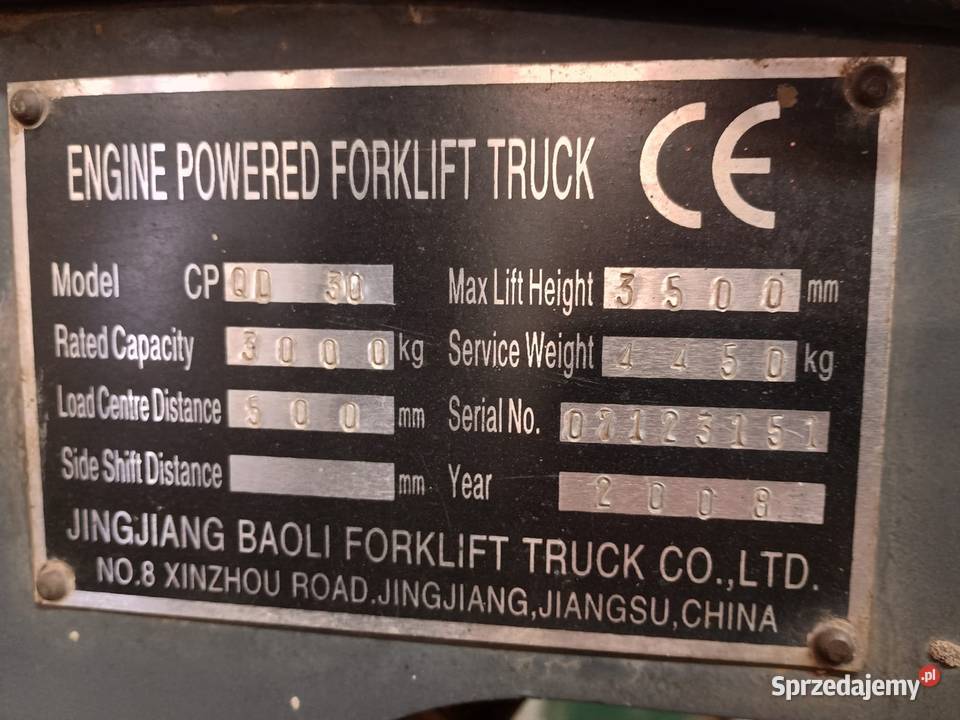 ENGINE POWERED FORKLIFT TRUCK CE
Model CP QD 30 Max Lift Height 3500 mm
Rated Capacity 3000 kg Service Weight 4450 kg
Load Centre Distance 500 mm Serial No. 07123151
Side Shift Distance mm Year 2008
JINGJIANG BAOLI FORKLIFT TRUCK CO.,LTD.
NO.8 XINZHOU ROAD.JINGJIANG,JIANGSU,CHINA
Sprzedajemy.pl